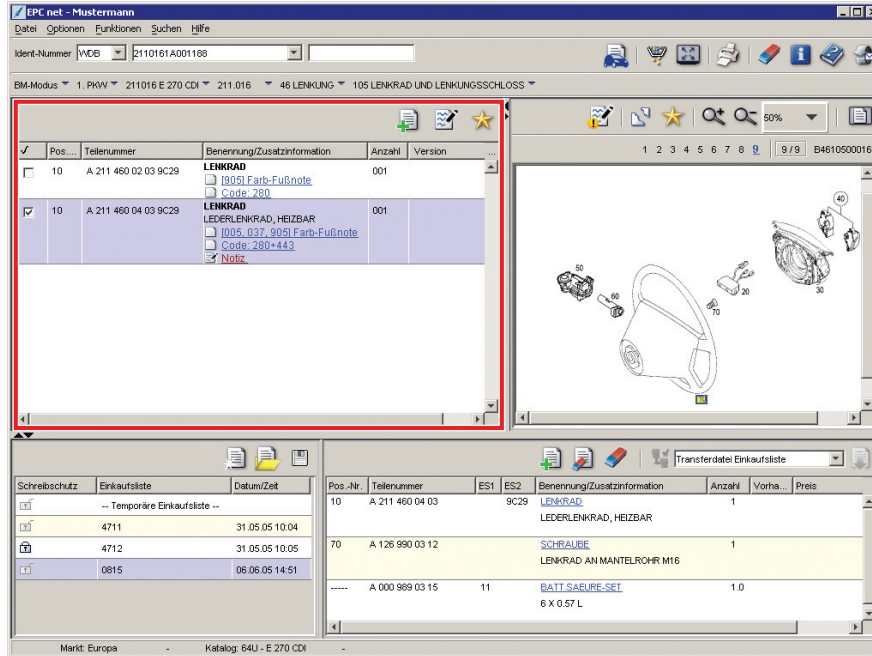 EPC net - Mustermann
Datei Optionen Funktionen Suchen Hilfe
Ident-Nummer WDB 2110161A001188
BM-Modus 1. PKW 211016 E 270 CDI 211.016 46 LENKUNG 105 LENKRAD UND LENKUNGSSCHLOSS
50%
1 2 3 4 5 6 7 8 9 9 / 9 B4610500016
✓ Pos.... Teilenummer Benennung/Zusatzinformation Anzahl Version ...
10 A 211 460 02 03 9C29 LENKRAD 001
[905] Farb-Fußnote
Code: 280
10 A 211 460 04 03 9C29 LENKRAD 001
LEDERLENKRAD, HEIZBAR
[005, 037, 905] Farb-Fußnote
Code: 280+443
Notiz
40
50
60
20
30
70
Transferdatei Einkaufsliste
Schreibschutz Einkaufsliste Datum/Zeit
-- Temporäre Einkaufsliste --
4711 31.05.05 10:04
4712 31.05.05 10:05
0815 06.06.05 14:51
Pos.-Nr. Teilenummer ES1 ES2 Benennung/Zusatzinformation Anzahl Vorha... Preis
10 A 211 460 04 03 9C29 LENKRAD 1
LEDERLENKRAD, HEIZBAR
70 A 126 990 03 12 SCHRAUBE 1
LENKRAD AN MANTELROHR M16
----- A 000 989 03 15 11 BATT.SAEURE-SET 1.0
6 X 0.57 L
Markt: Europa - Katalog: 64U - E 270 CDI -